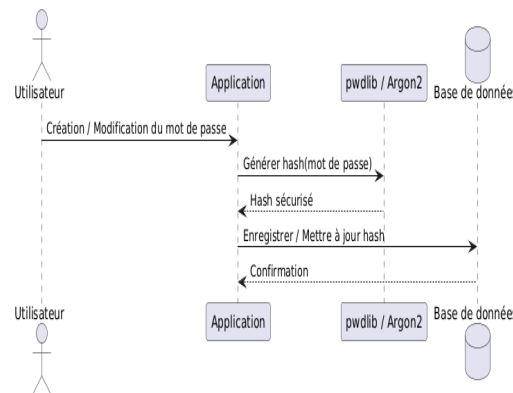 Utilisateur
Application
pwdlib / Argon2
Base de donnée
Création / Modification du mot de passe
Générer hash(mot de passe)
Hash sécurisé
Enregistrer / Mettre à jour hash
Confirmation
Utilisateur
Application
pwdlib / Argon2
Base de donnée